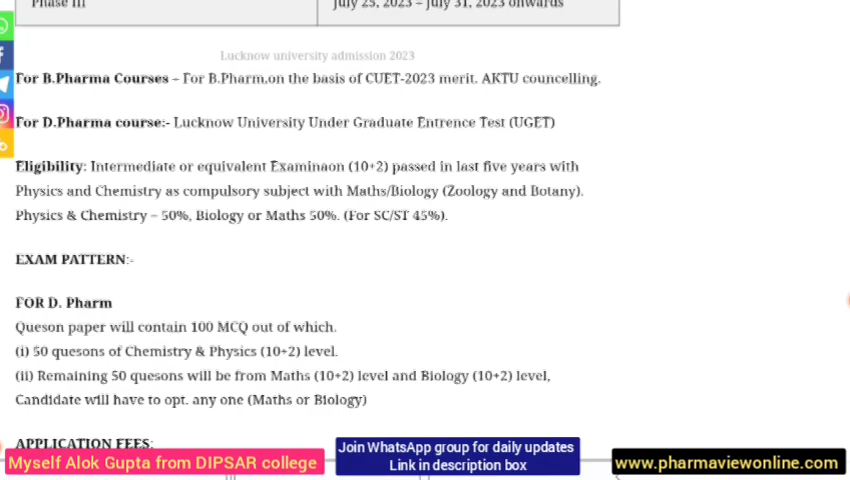 Phase III
July 25, 2023 – July 31, 2023 onwards
Lucknow university admission 2023
For B.Pharma Courses – For B.Pharm,on the basis of CUET-2023 merit. AKTU councelling.
For D.Pharma course:- Lucknow University Under Graduate Entrence Test (UGET)
Eligibility: Intermediate or equivalent Examinaon (10+2) passed in last five years with
Physics and Chemistry as compulsory subject with Maths/Biology (Zoology and Botany).
Physics & Chemistry – 50%, Biology or Maths 50%. (For SC/ST 45%).
EXAM PATTERN:-
FOR D. Pharm
Queson paper will contain 100 MCQ out of which.
(i) 50 quesons of Chemistry & Physics (10+2) level.
(ii) Remaining 50 quesons will be from Maths (10+2) level and Biology (10+2) level,
Candidate will have to opt. any one (Maths or Biology)
APPLICATION FEES:
Myself Alok Gupta from DIPSAR college
Join WhatsApp group for daily updates
Link in description box
www.pharmaviewonline.com